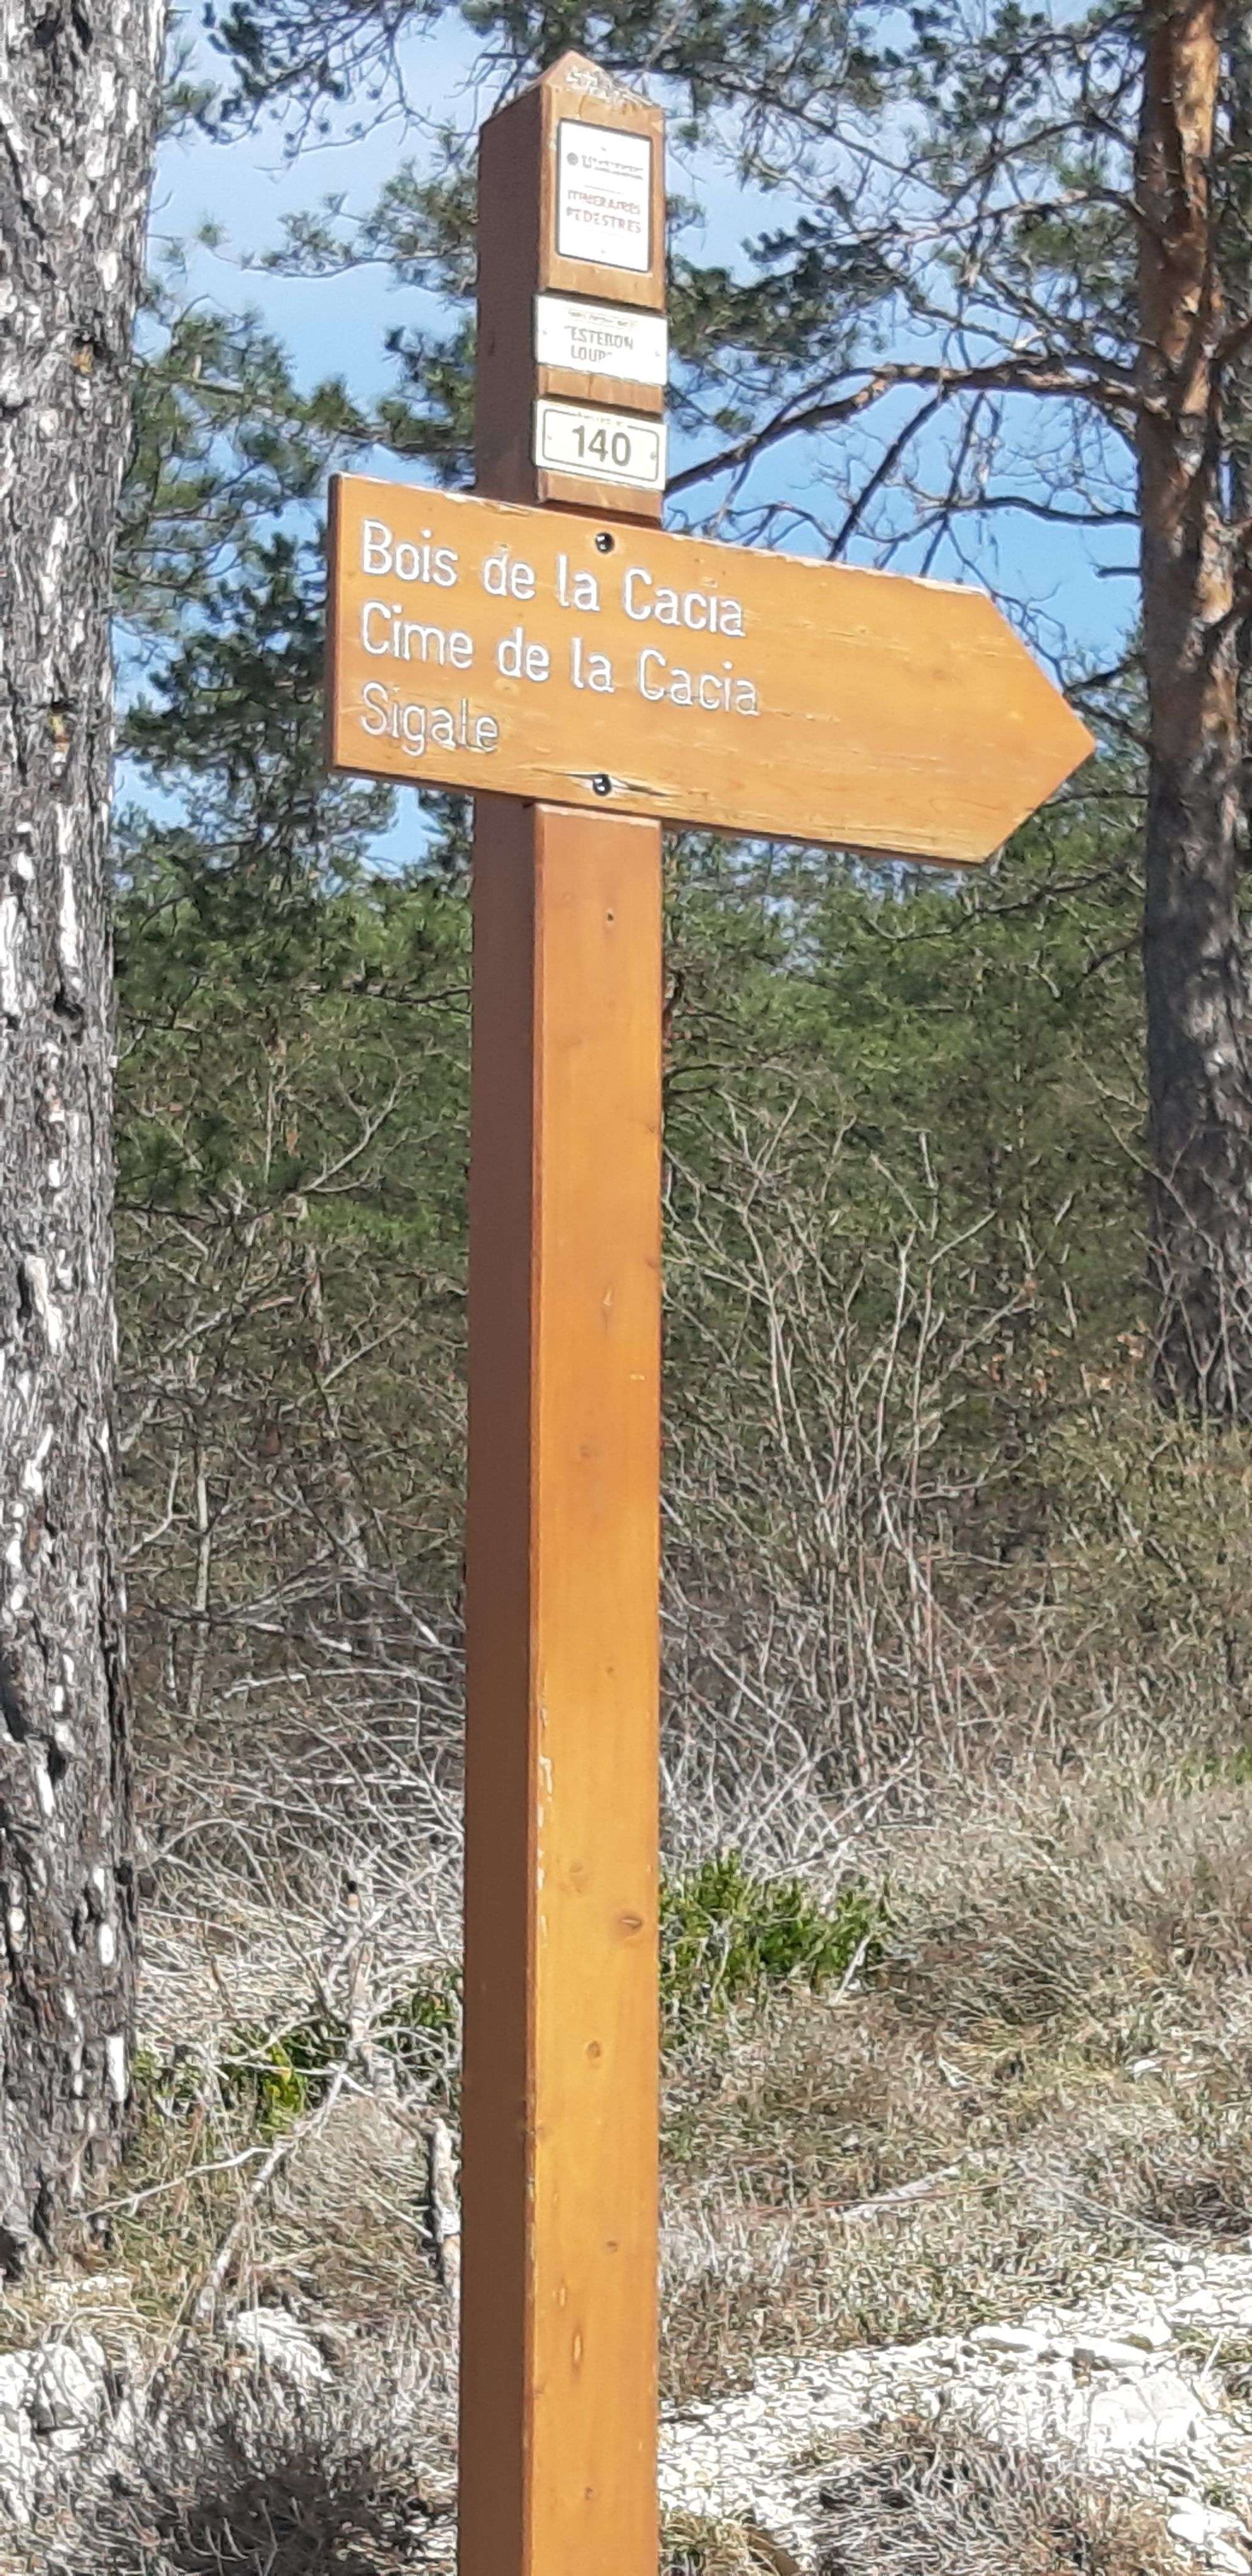 ITINERAIRES
PEDESTRES
ESTERON
140
Bois de la Cacia
Cime de la Cacia
Sigale